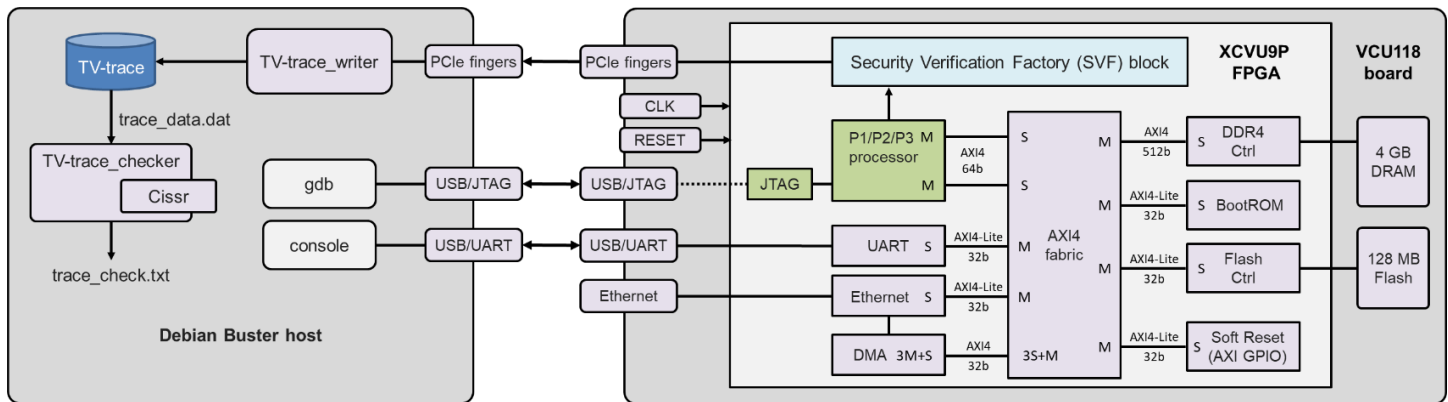 TV-trace
TV-trace_writer
PCIe fingers
PCIe fingers
Security Verification Factory (SVF) block
XCVU9P
FPGA
VCU118
board
trace_data.dat
CLK
RESET
TV-trace_checker
Cissr
gdb
USB/JTAG
USB/JTAG
JTAG
P1/P2/P3
processor
M
M
AXI4
64b
S
S
AXI4
fabric
M
AXI4
512b
S
DDR4
Ctrl
4 GB
DRAM
M
AXI4-Lite
32b
S
BootROM
console
USB/UART
USB/UART
UART
S
AXI4-Lite
32b
M
M
AXI4-Lite
32b
S
Flash
Ctrl
128 MB
Flash
trace_check.txt
Ethernet
Ethernet
S
AXI4-Lite
32b
M
Debian Buster host
DMA
3M+S
AXI4
32b
3S+M
M
AXI4-Lite
32b
S
Soft Reset
(AXI GPIO)